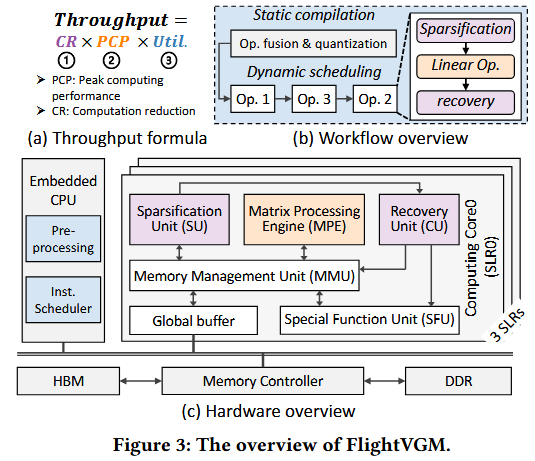 Throughput =
CR × PCP × Util.
① ② ③
➤ PCP: Peak computing
performance
➤ CR: Computation reduction
(a) Throughput formula
Static compilation
Op. fusion & quantization
Dynamic scheduling
Op. 1
Op. 3
Op. 2
Sparsification
Linear Op.
recovery
(b) Workflow overview
Embedded
CPU
Pre-
processing
Inst.
Scheduler
Sparsification
Unit (SU)
Matrix Processing
Engine (MPE)
Recovery
Unit (CU)
Memory Management Unit (MMU)
Global buffer
Special Function Unit (SFU)
Computing Core0
(SLR0)
3 SLRs
HBM
Memory Controller
DDR
(c) Hardware overview
Figure 3: The overview of FlightVGM.